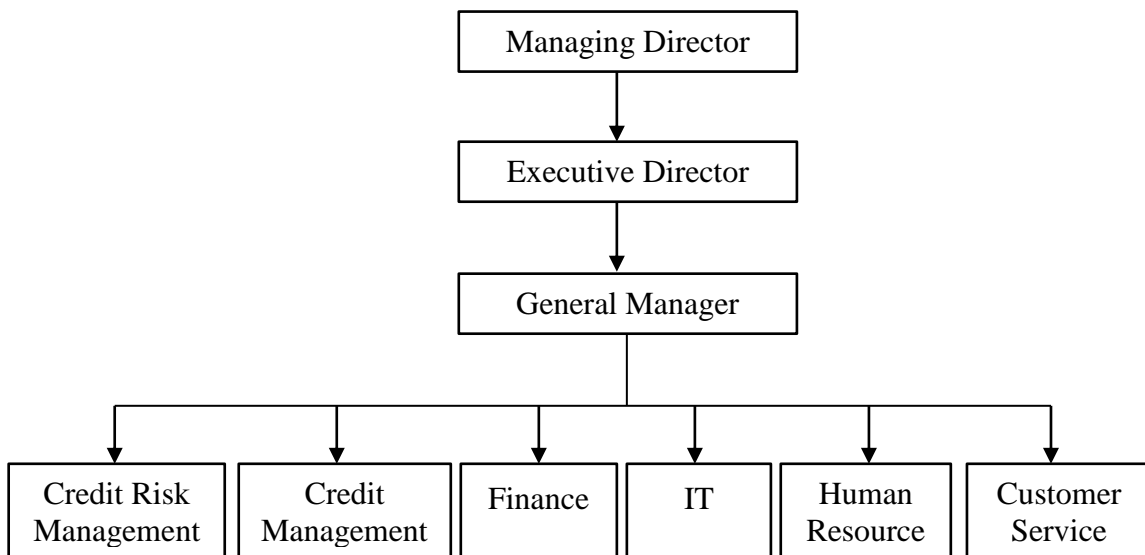 Managing Director
Executive Director
General Manager
Credit Risk
Management
Credit
Management
Finance
IT
Human
Resource
Customer
Service